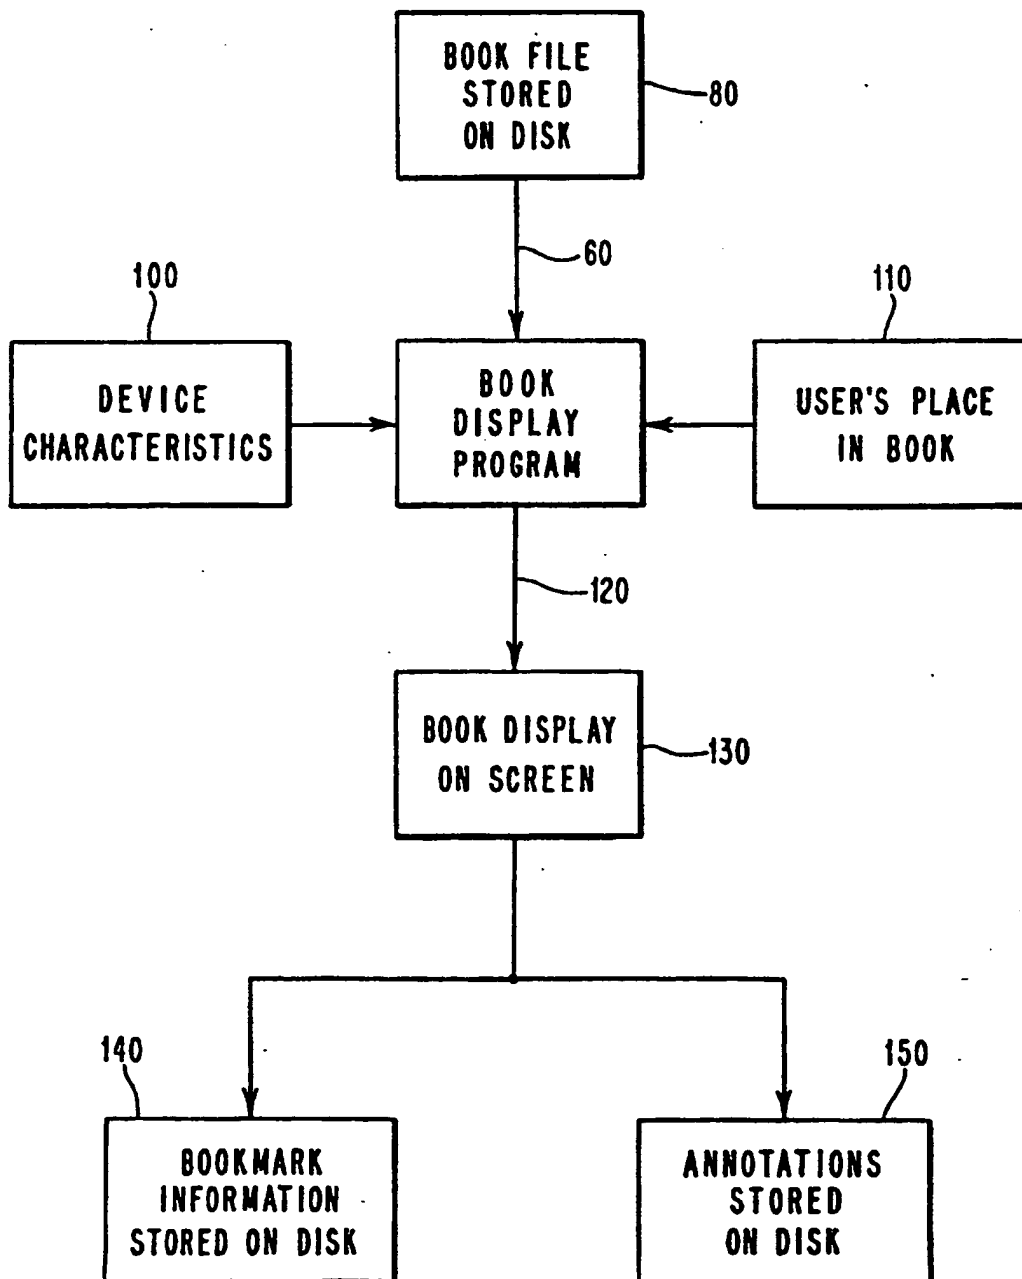 BOOK FILE
STORED
ON DISK
80
60
100
110
DEVICE
CHARACTERISTICS
BOOK
DISPLAY
PROGRAM
USER'S PLACE
IN BOOK
120
BOOK DISPLAY
ON SCREEN
130
140
150
BOOKMARK
INFORMATION
STORED ON DISK
ANNOTATIONS
STORED
ON DISK